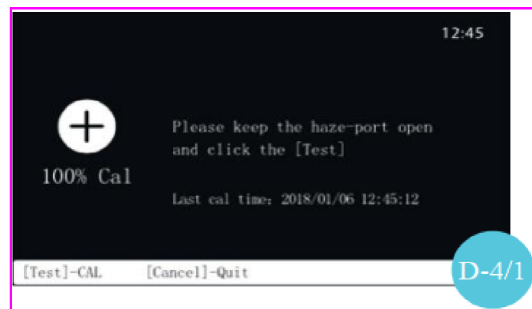 12:45
Please keep the haze-port open
and click the [Test]
100% Cal
Last cal time: 2018/01/06 12:45:12
[Test]-CAL [Cancel]-Quit
D-4/1